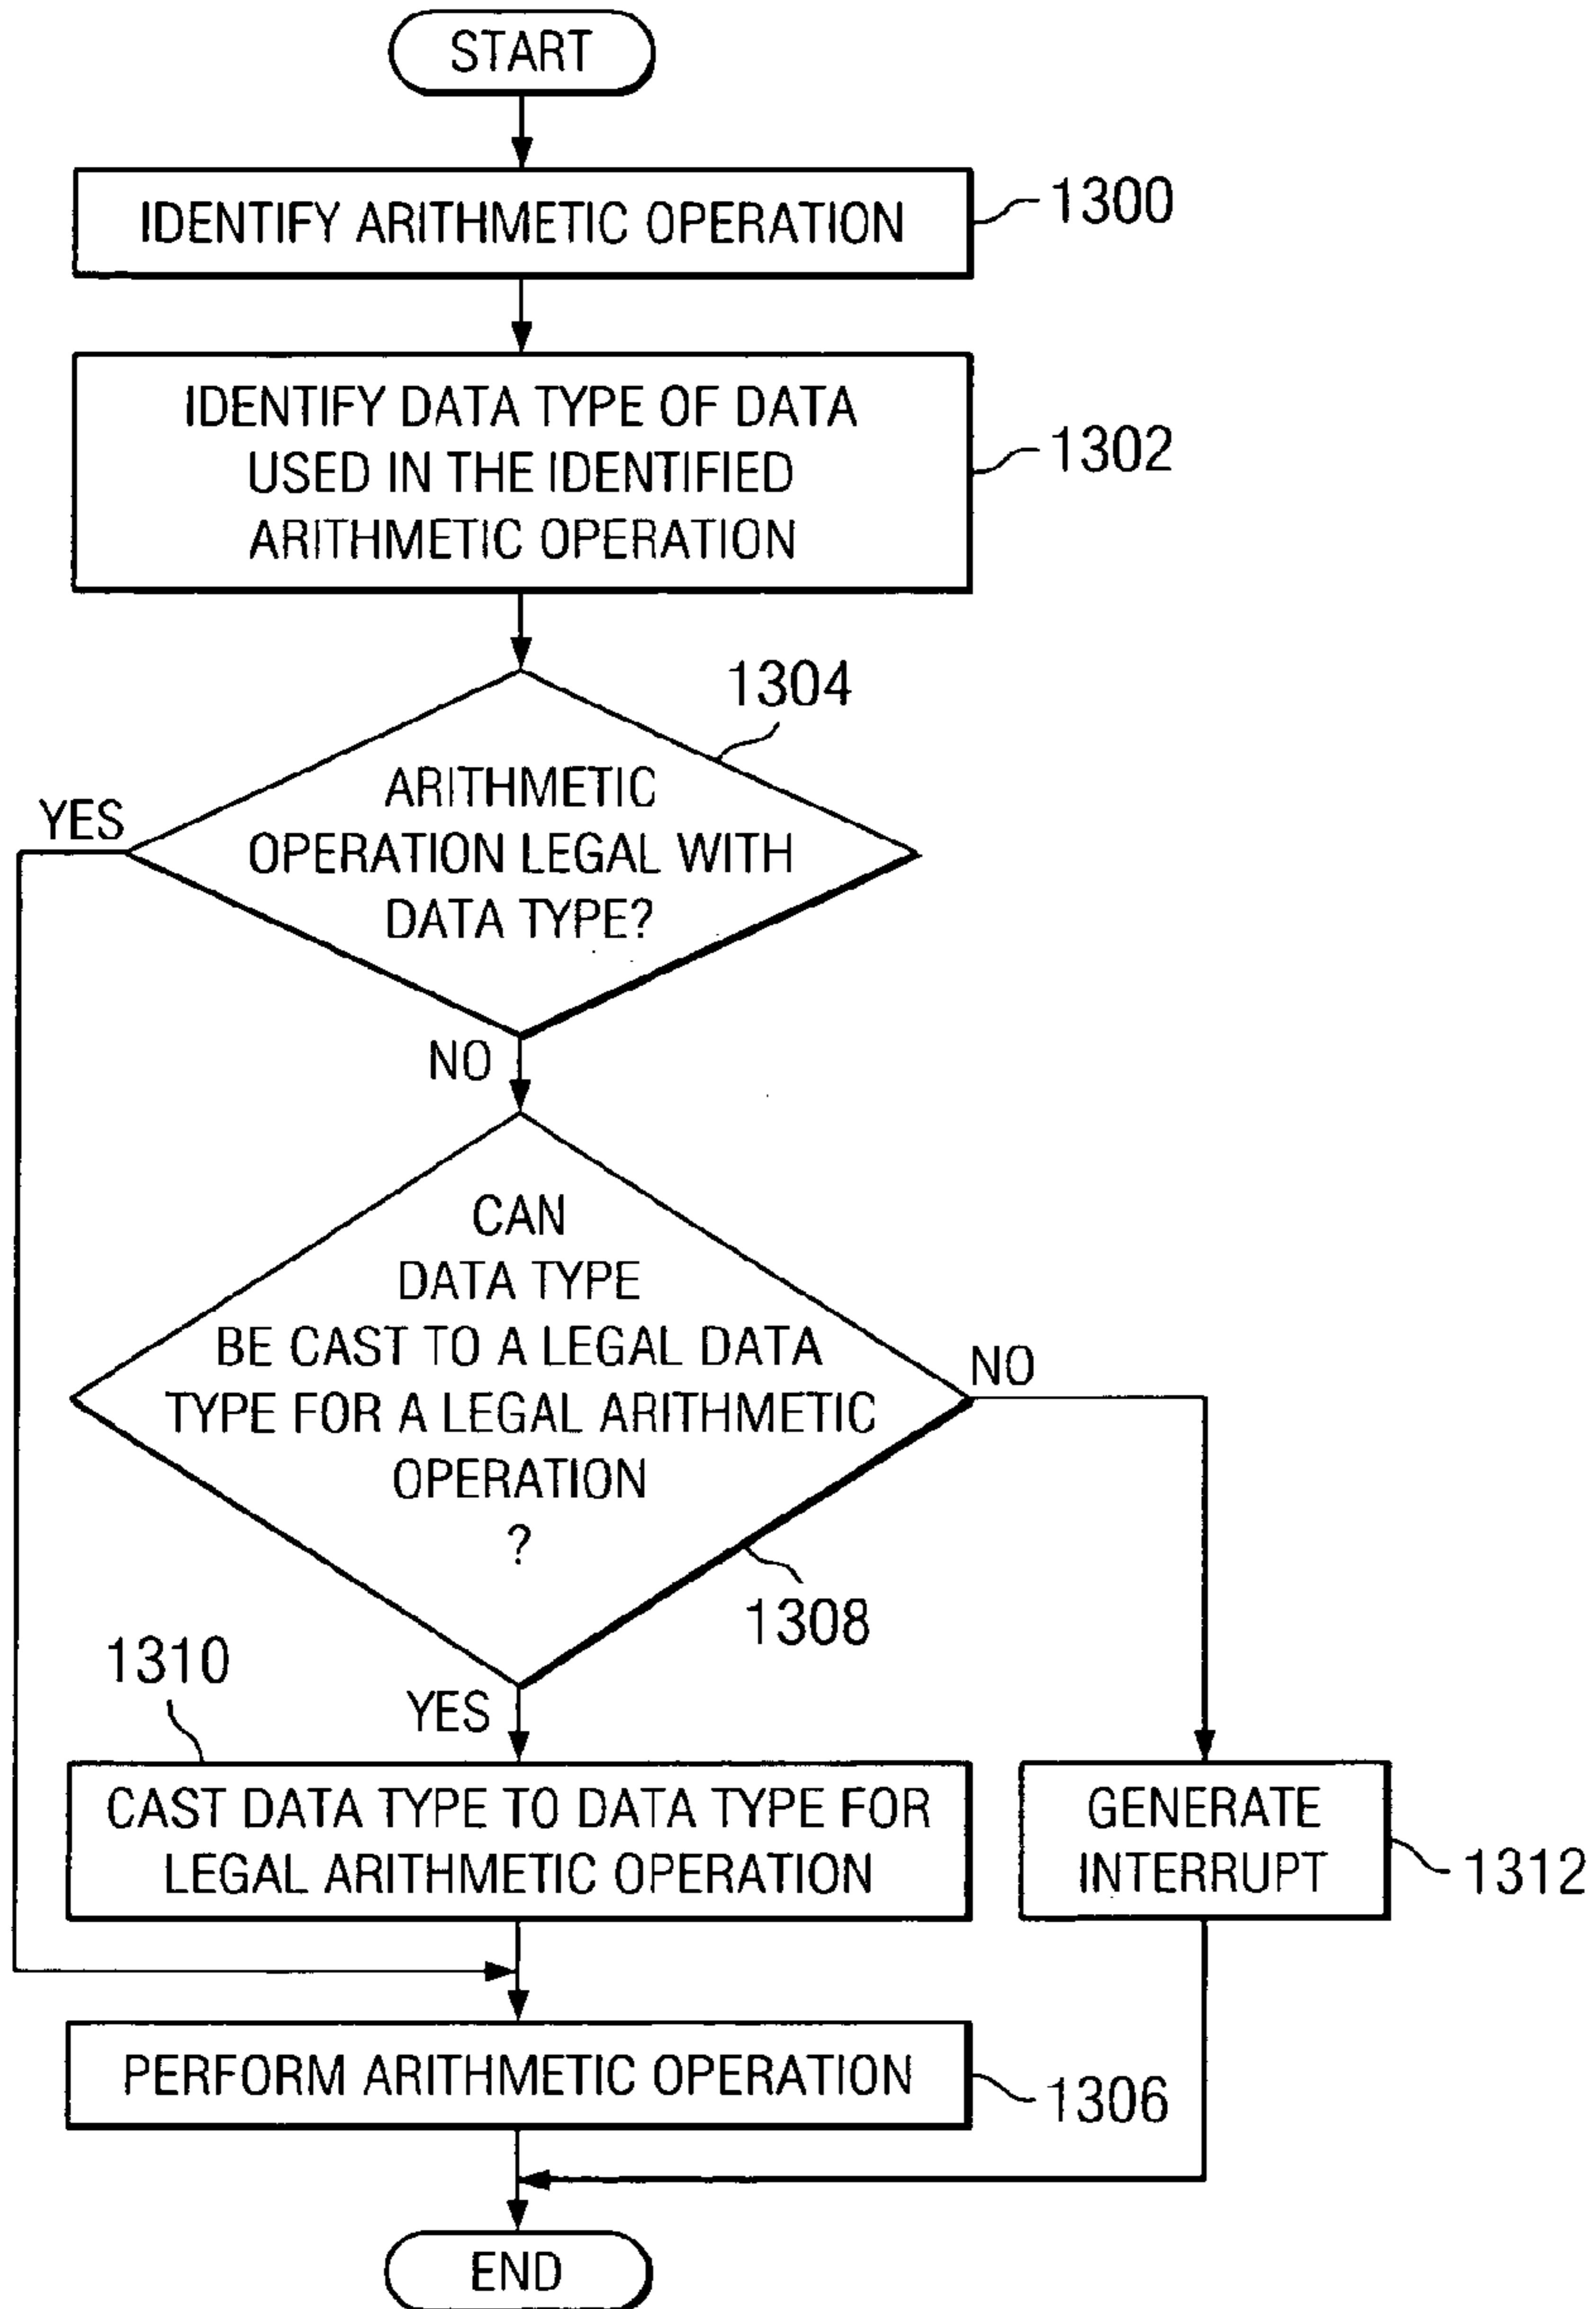 START
IDENTIFY ARITHMETIC OPERATION
1300
IDENTIFY DATA TYPE OF DATA
USED IN THE IDENTIFIED
ARITHMETIC OPERATION
1302
1304
ARITHMETIC
OPERATION LEGAL WITH
DATA TYPE?
YES
NO
CAN
DATA TYPE
BE CAST TO A LEGAL DATA
TYPE FOR A LEGAL ARITHMETIC
OPERATION
?
NO
1308
1310
YES
CAST DATA TYPE TO DATA TYPE FOR
LEGAL ARITHMETIC OPERATION
GENERATE
INTERRUPT
1312
PERFORM ARITHMETIC OPERATION
1306
END